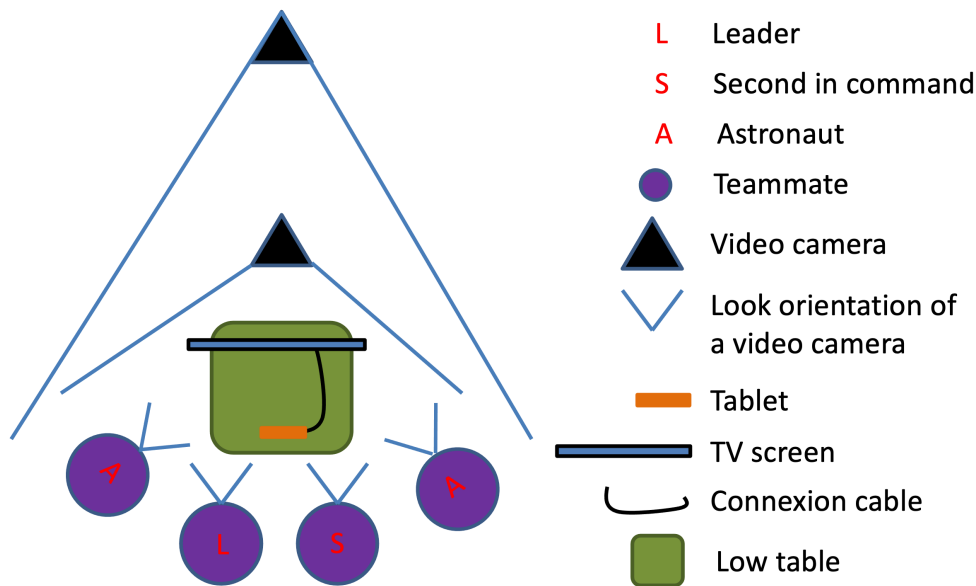 L Leader
S Second in command
A Astronaut
Teammate
Video camera
Look orientation of
a video camera
Tablet
TV screen
Connexion cable
Low table
A
A
L
S